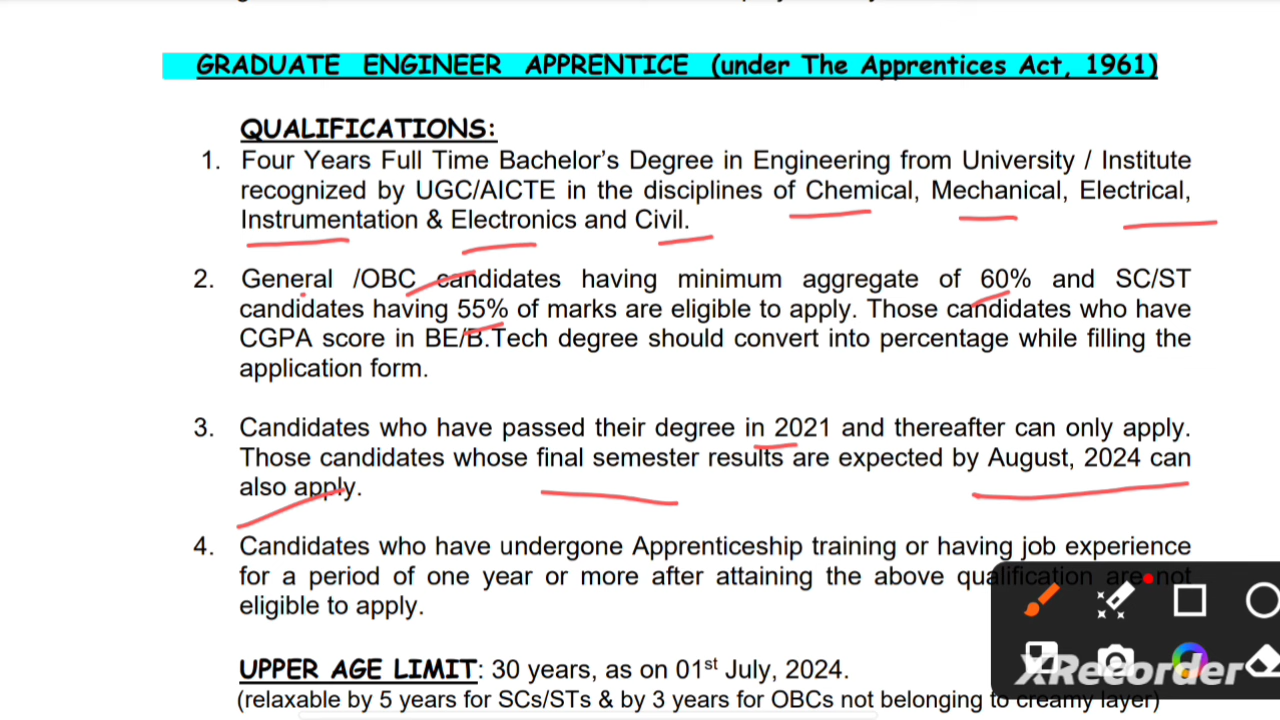 GRADUATE ENGINEER APPRENTICE (under The Apprentices Act, 1961)
QUALIFICATIONS:
1. Four Years Full Time Bachelor's Degree in Engineering from University / Institute
recognized by UGC/AICTE in the disciplines of Chemical, Mechanical, Electrical,
Instrumentation & Electronics and Civil.
2. General /OBC candidates having minimum aggregate of 60% and SC/ST
candidates having 55% of marks are eligible to apply. Those candidates who have
CGPA score in BE/B.Tech degree should convert into percentage while filling the
application form.
3. Candidates who have passed their degree in 2021 and thereafter can only apply.
Those candidates whose final semester results are expected by August, 2024 can
also apply.
4. Candidates who have undergone Apprenticeship training or having job experience
for a period of one year or more after attaining the above qualification are not
eligible to apply.
UPPER AGE LIMIT: 30 years, as on 01st July, 2024.
(relaxable by 5 years for SCs/STs & by 3 years for OBCs not belonging to creamy layer)
XRecorder